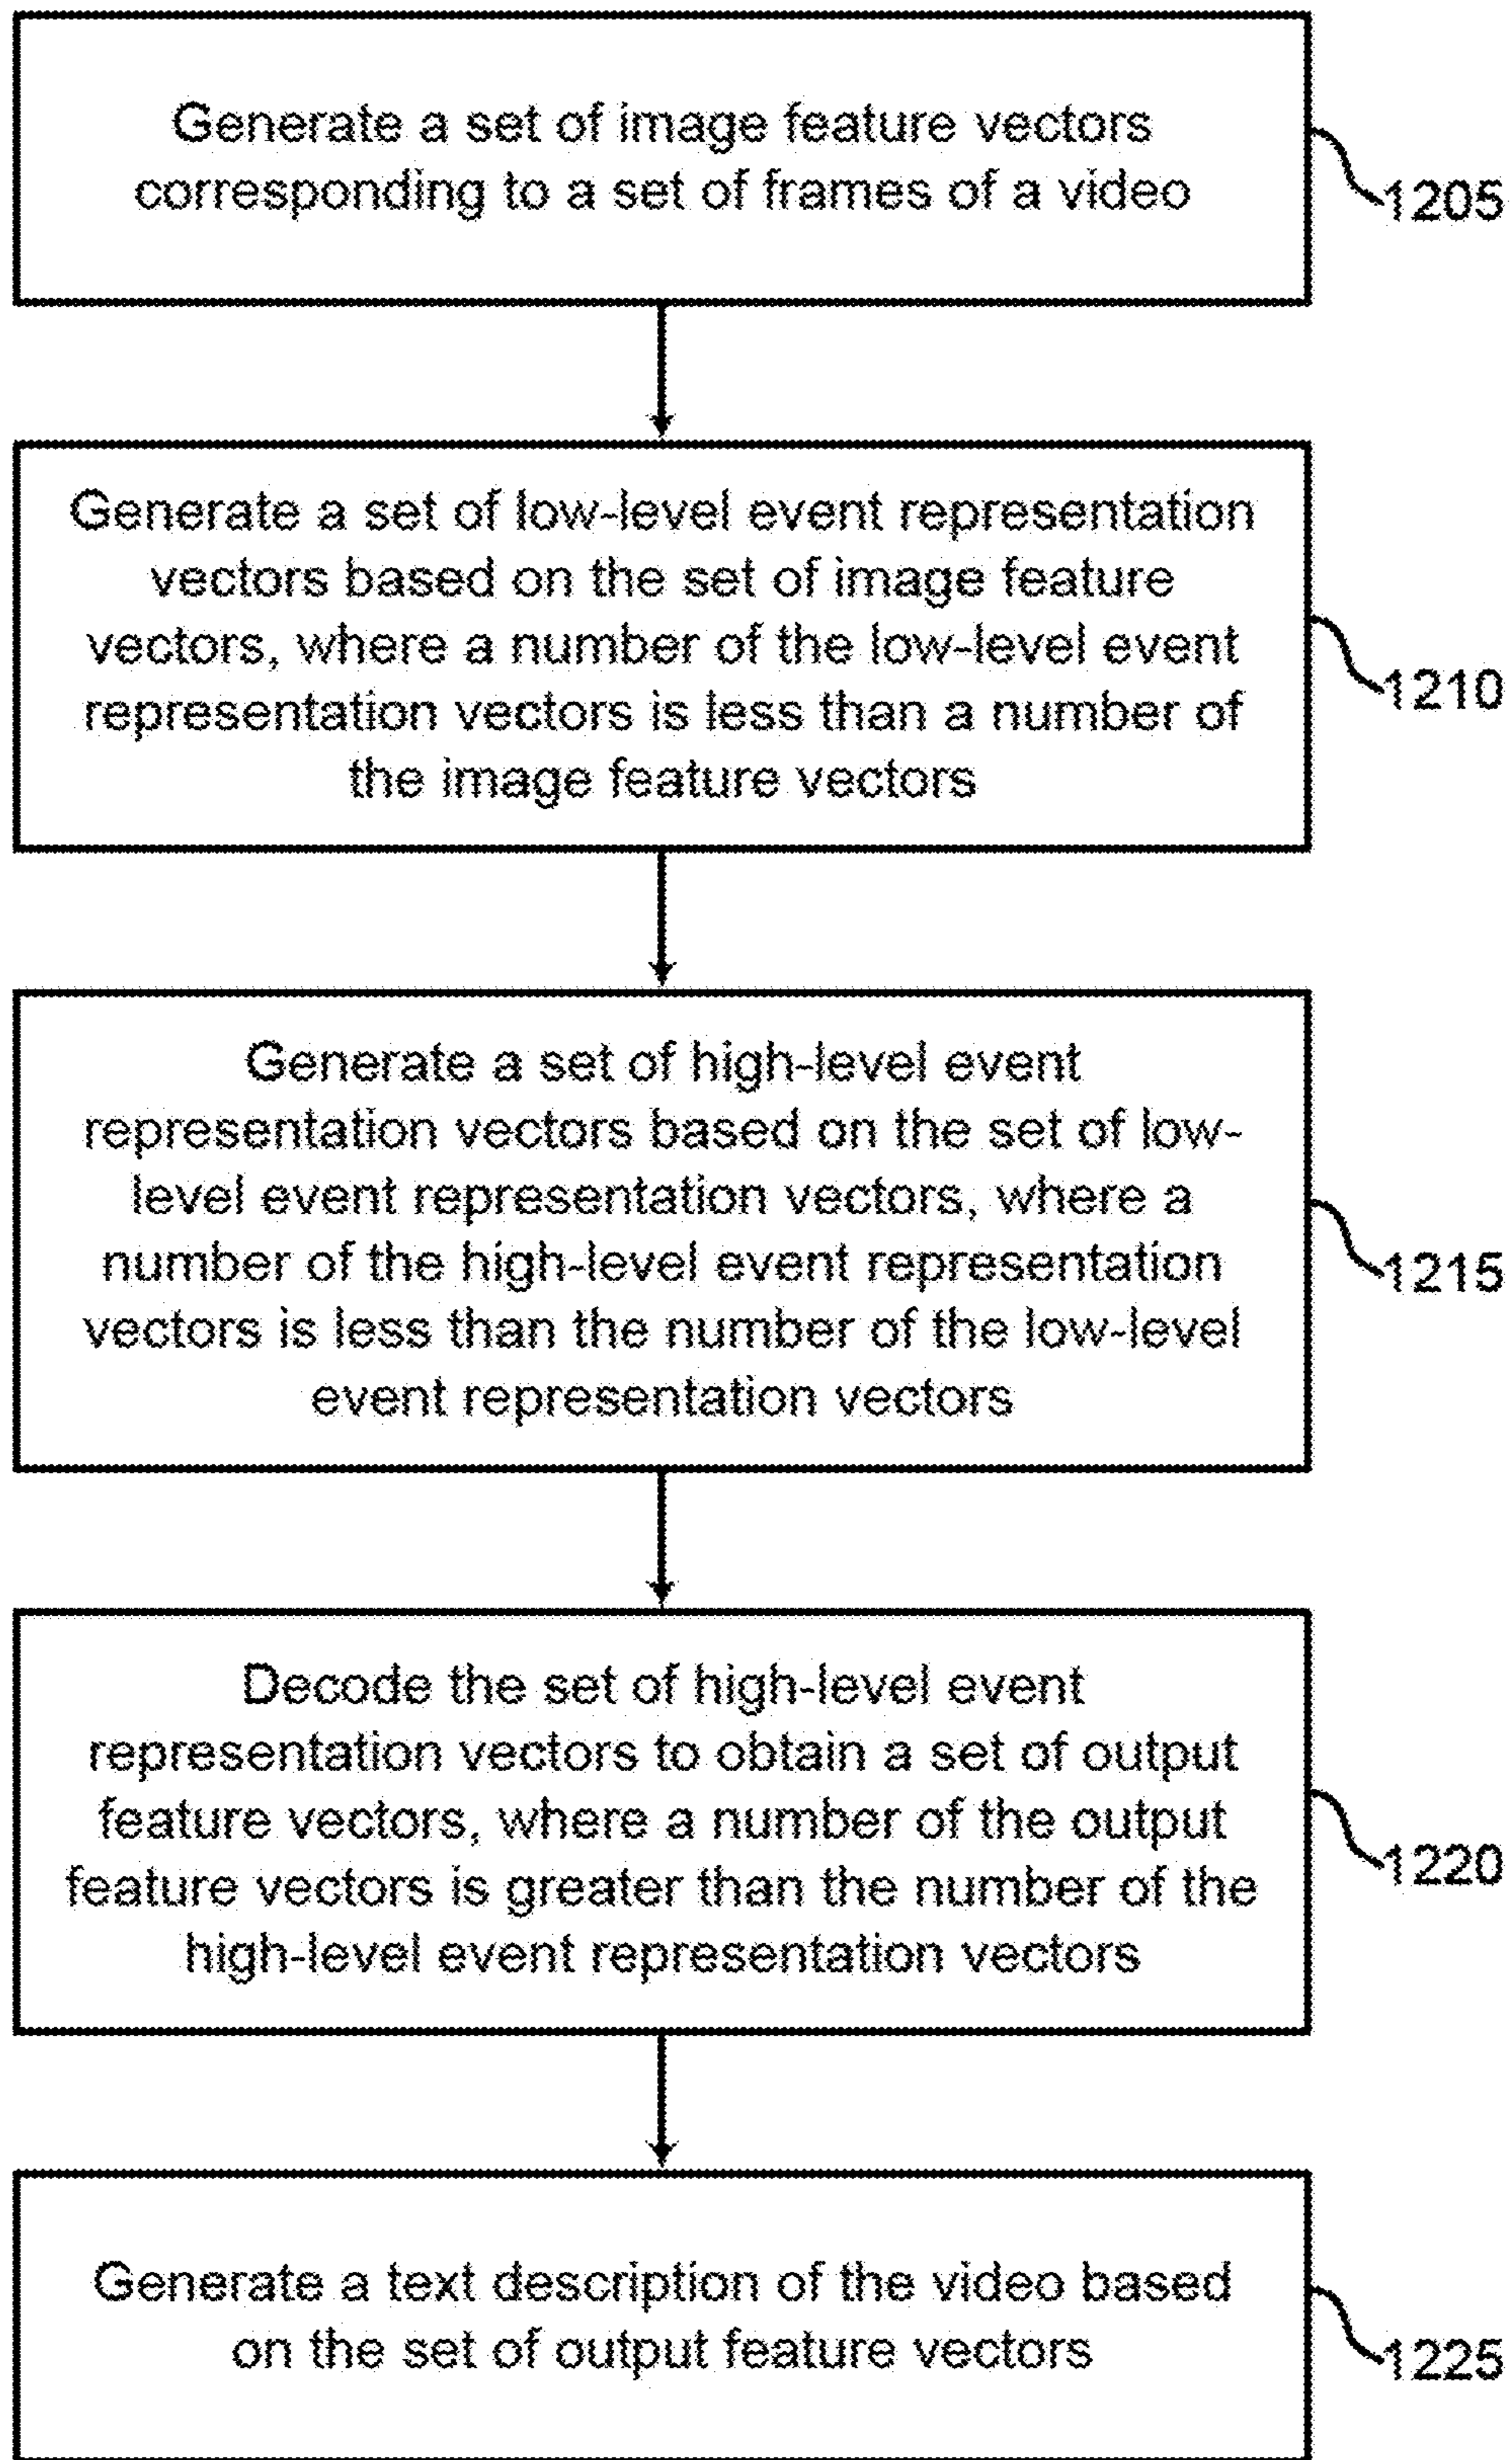 Generate a set of image feature vectors
corresponding to a set of frames of a video
1205
Generate a set of low-level event representation
vectors based on the set of image feature
vectors, where a number of the low-level event
representation vectors is less than a number of
the image feature vectors
1210
Generate a set of high-level event
representation vectors based on the set of low-
level event representation vectors, where a
number of the high-level event representation
vectors is less than the number of the low-level
event representation vectors
1215
Decode the set of high-level event
representation vectors to obtain a set of output
feature vectors, where a number of the output
feature vectors is greater than the number of the
high-level event representation vectors
1220
Generate a text description of the video based
on the set of output feature vectors
1225